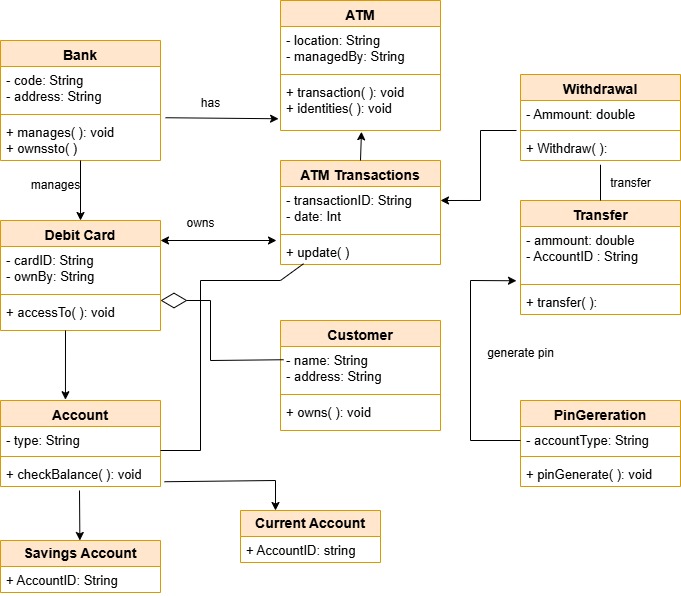 ATM
- location: String
- managedBy: String
+ transaction( ): void
+ identities( ): void
Bank
- code: String
- address: String
+ manages( ): void
+ ownssto( )
has
Withdrawal
- Ammount: double
+ Withdraw( ):
manages
ATM Transactions
- transactionID: String
- date: Int
+ update( )
transfer
Debit Card
- cardID: String
- ownBy: String
+ accessTo( ): void
owns
Transfer
- ammount: double
- AccountID : String
+ transfer( ):
Customer
- name: String
- address: String
+ owns( ): void
generate pin
Account
- type: String
+ checkBalance( ): void
PinGereration
- accountType: String
+ pinGenerate( ): void
Current Account
+ AccountID: string
Savings Account
+ AccountID: String